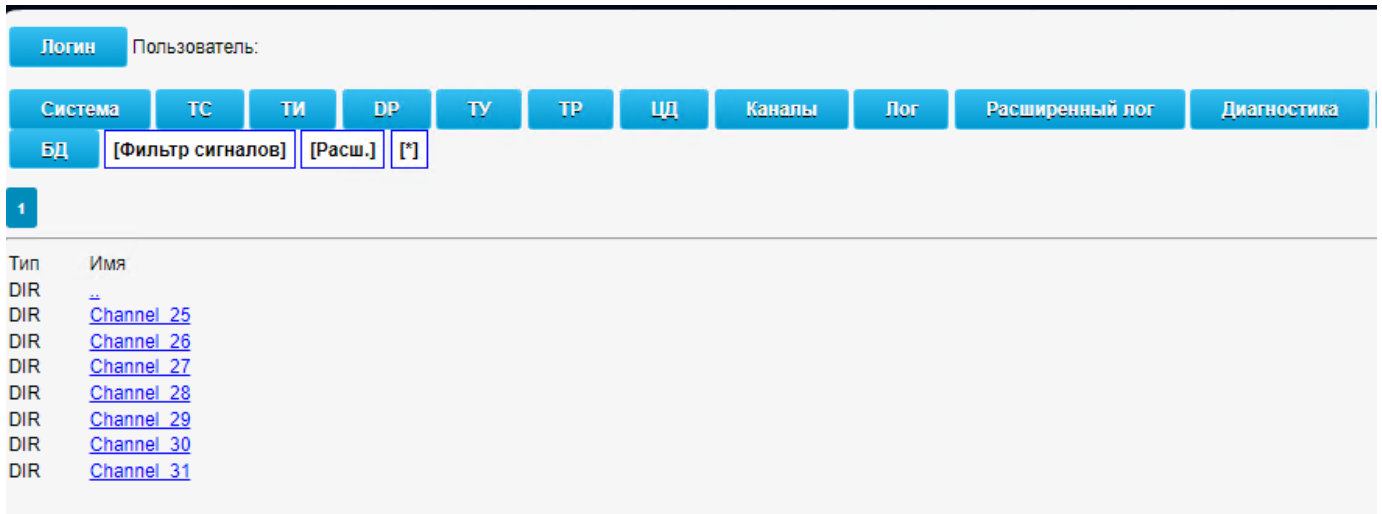 Логин Пользователь:
Система ТС ТИ DP ТУ ТР ЦД Каналы Лог Расширенный лог Диагностика
БД [Фильтр сигналов] [Расш.] [*]
1
Тип Имя
DIR ..
DIR Channel_25
DIR Channel_26
DIR Channel_27
DIR Channel_28
DIR Channel_29
DIR Channel_30
DIR Channel_31